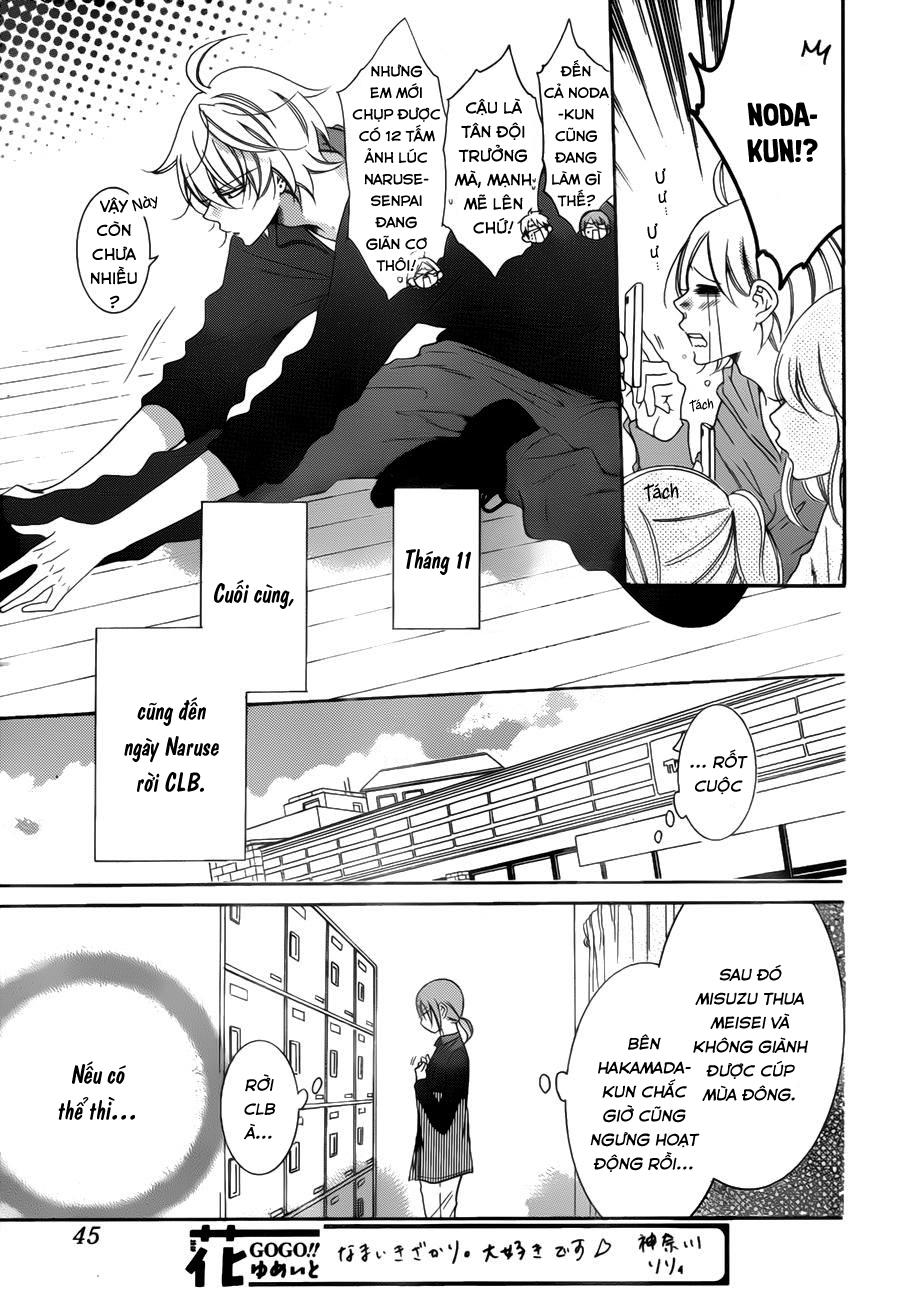 NODA-
KUN!?
Ự...
Ự...
Tách
Tách
ĐẾN
CẢ NODA-
KUN
CŨNG
ĐANG
LÀM GÌ
THẾ?
CẬU LÀ
TÂN ĐỘI
TRƯỞNG
MÀ, MẠNH
MẼ LÊN
CHỨ!
NHƯNG
EM MỚI
CHỤP ĐƯỢC
CÓ 12 TẤM
ẢNH LÚC
NARUSE-
SENPAI
ĐANG
GIÃN CƠ
THÔI!
VẬY NÀY
CÒN
CHƯA
NHIỀU
?
Tháng 11
Cuối cùng,
cũng đến
ngày Naruse
rời CLB.
... RỐT
CUỘC
SAU ĐÓ
MISUZU THUA
MEISEI VÀ
KHÔNG GIÀNH
ĐƯỢC CÚP
MÙA ĐÔNG.
BÊN
HAKAMADA-
KUN CHẮC
GIỜ CŨNG
NGƯNG HOẠT
ĐỘNG RỒI...
RỜI
CLB
À...
Nếu có
thể thì...
45
花
GOGO!!
ゆめいと
なまいきざかり。大好きです♡
神奈川
リリィ